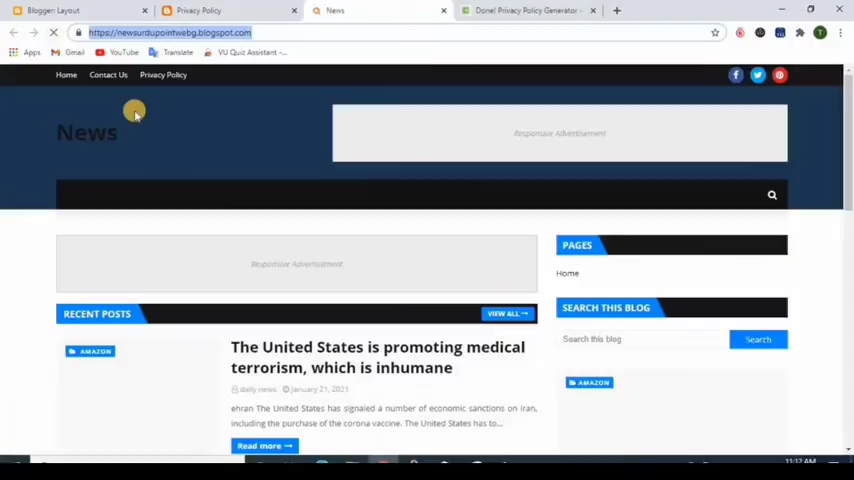 Blogger: Layout
Privacy Policy
News
Done! Privacy Policy Generator -
https://newsurdupointwebg.blogspot.com
Apps
Gmail
YouTube
Translate
VU Quiz Assistant -...
Home
Contact Us
Privacy Policy
News
Responsive Advertisement
Responsive Advertisement
PAGES
Home
RECENT POSTS
VIEW ALL
SEARCH THIS BLOG
Search this blog
Search
AMAZON
The United States is promoting medical
terrorism, which is inhumane
daily news
January 21, 2021
ehran The United States has signaled a number of economic sanctions on Iran,
including the purchase of the corona vaccine. The United States has to...
Read more
AMAZON
11:12 AM